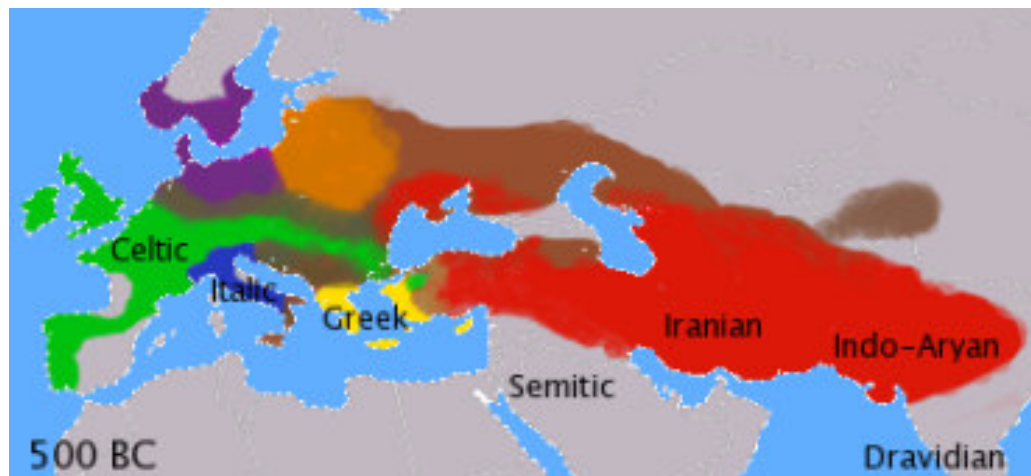 Celtic
Italic
Greek
Iranian
Indo-Aryan
Semitic
500 BC
Dravidian